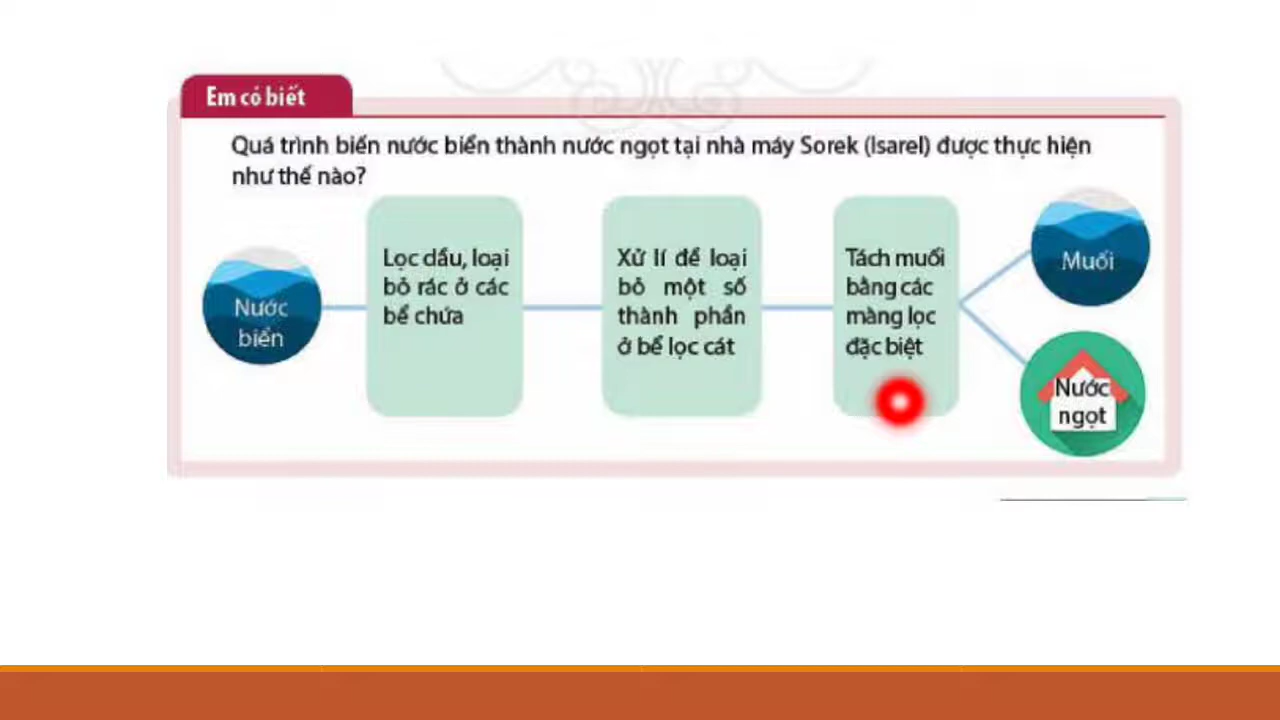 Em có biết
Quá trình biến nước biển thành nước ngọt tại nhà máy Sorek (Isarel) được thực hiện
như thế nào?
Nước
biển
Lọc dầu, loại
bỏ rác ở các
bể chứa
Xử lí để loại
bỏ một số
thành phần
ở bể lọc cát
Tách muối
bằng các
màng lọc
đặc biệt
Muối
Nước
ngọt